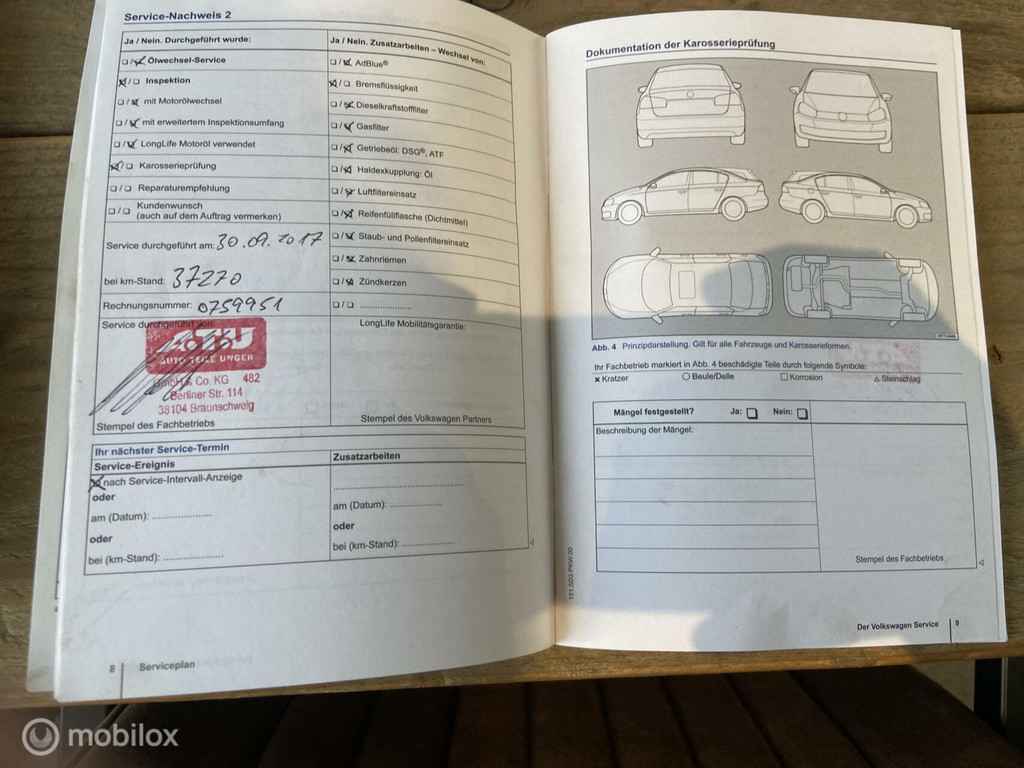 Service-Nachweis 2
Ja / Nein. Durchgeführt wurde:
Ölwechsel-Service
Inspektion
mit Motorölwechsel
mit erweitertem Inspektionsumfang
LongLife Motoröl verwendet
Karosserieprüfung
Reparaturempfehlung
Kundenwunsch
(auch auf dem Auftrag vermerken)
Service durchgeführt am: 30.09.2017
bei km-Stand: 37270
Rechnungsnummer: 0759951
Service durchgeführt von:
A.T.U
AUTO TEILE UNGER
GmbH & Co. KG 482
Berliner Str. 114
38104 Braunschweig
Stempel des Fachbetriebs
Ja / Nein. Zusatzarbeiten – Wechsel von:
AdBlue®
Bremsflüssigkeit
Dieselkraftstofffilter
Gasfilter
Getriebeöl: DSG®, ATF
Haldexkupplung: Öl
Luftfiltereinsatz
Reifenfüllflasche (Dichtmittel)
Staub- und Pollenfiltereinsatz
Zahnriemen
Zündkerzen
LongLife Mobilitätsgarantie:
Stempel des Volkswagen Partners
Ihr nächster Service-Termin
Service-Ereignis
nach Service-Intervall-Anzeige
oder
am (Datum):
oder
bei (km-Stand):
Zusatzarbeiten
am (Datum):
oder
bei (km-Stand):
8 Serviceplan
Dokumentation der Karosserieprüfung
Abb. 4 Prinzipdarstellung. Gilt für alle Fahrzeuge und Karosserieformen.
Ihr Fachbetrieb markiert in Abb. 4 beschädigte Teile durch folgende Symbole:
x Kratzer ○ Beule/Delle □ Korrosion △ Steinschlag
Mängel festgestellt? Ja: Nein:
Beschreibung der Mängel:
Stempel des Fachbetriebs
Der Volkswagen Service 9
mobilox